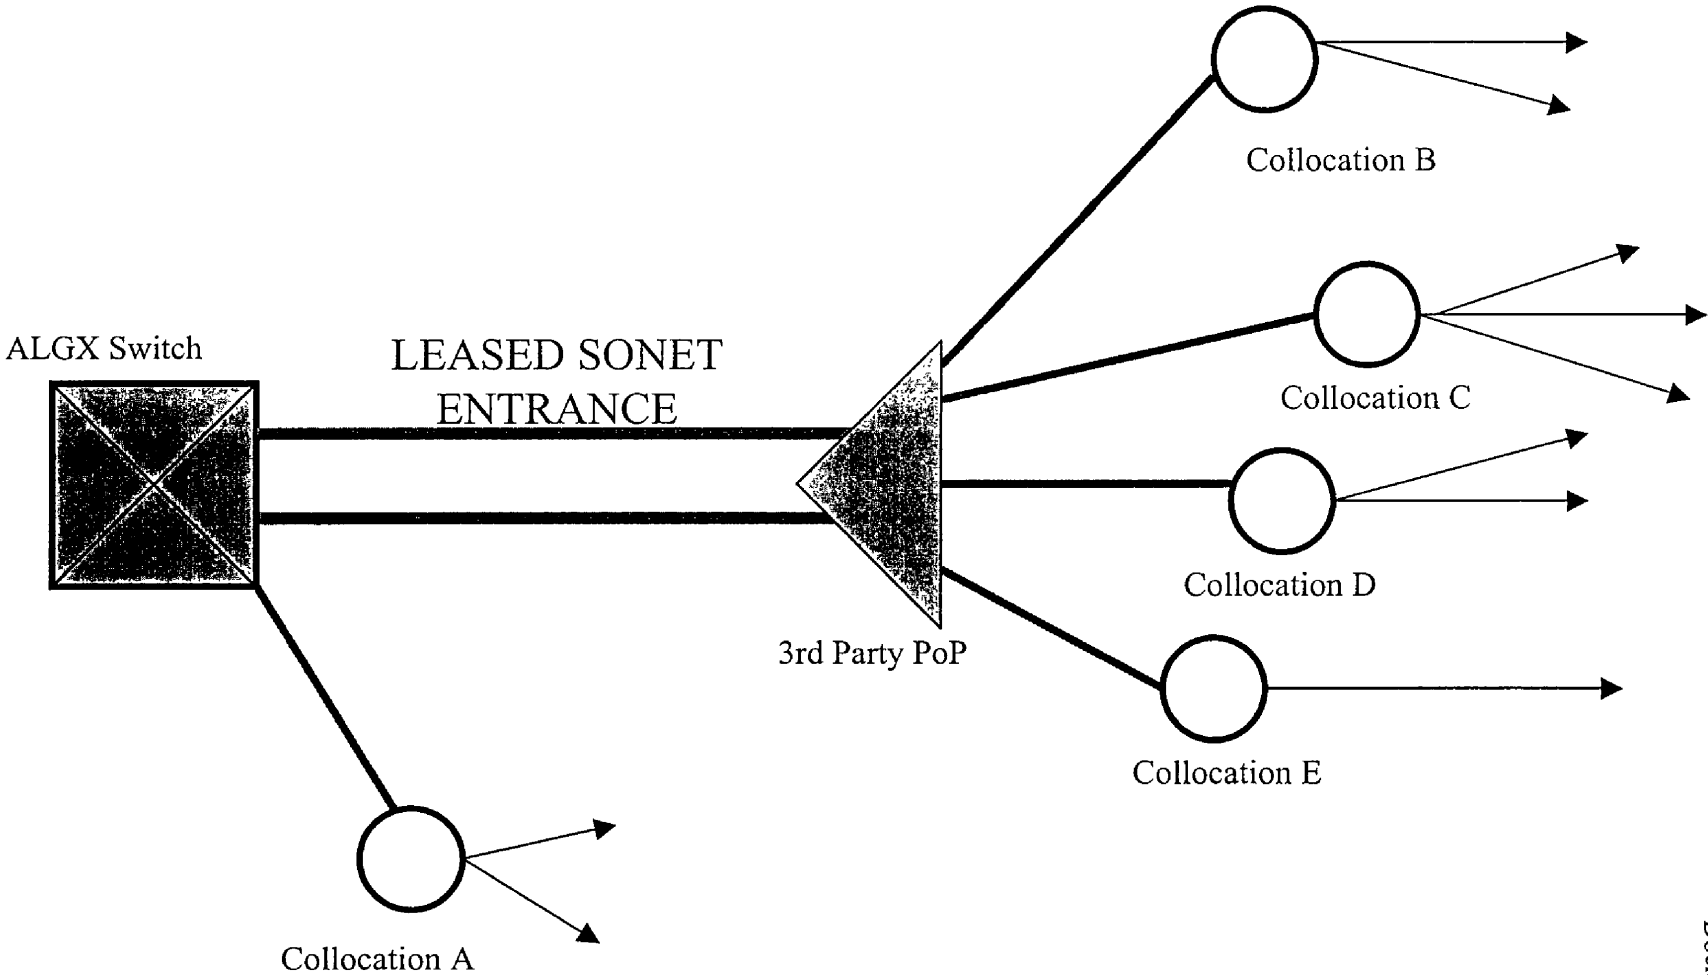 Collocation B
ALGX Switch
LEASED SONET
ENTRANCE
Collocation C
Collocation D
3rd Party PoP
Collocation E
Collocation A